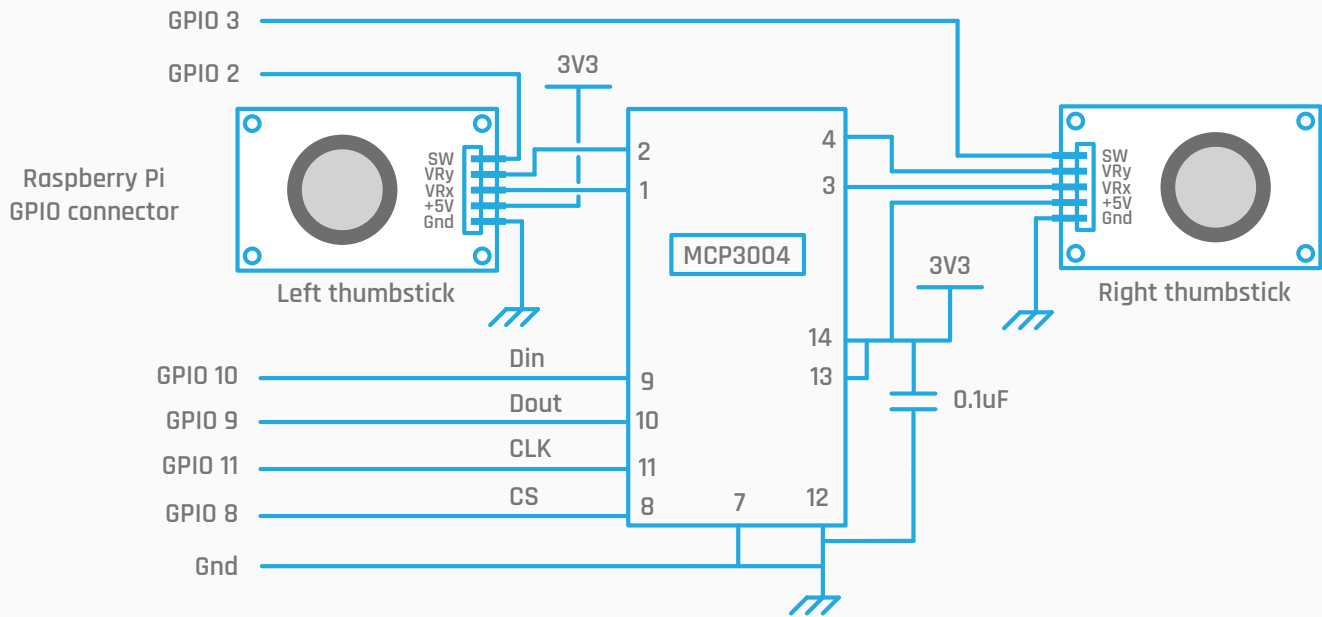 GPIO 3
GPIO 2
3V3
Raspberry Pi
GPIO connector
SW
VRy
VRx
+5V
Gnd
Left thumbstick
2
1
4
3
MCP3004
SW
VRy
VRx
+5V
Gnd
Right thumbstick
3V3
14
13
0.1uF
GPIO 10
Din
9
GPIO 9
Dout
10
GPIO 11
CLK
11
GPIO 8
CS
8
7
12
Gnd